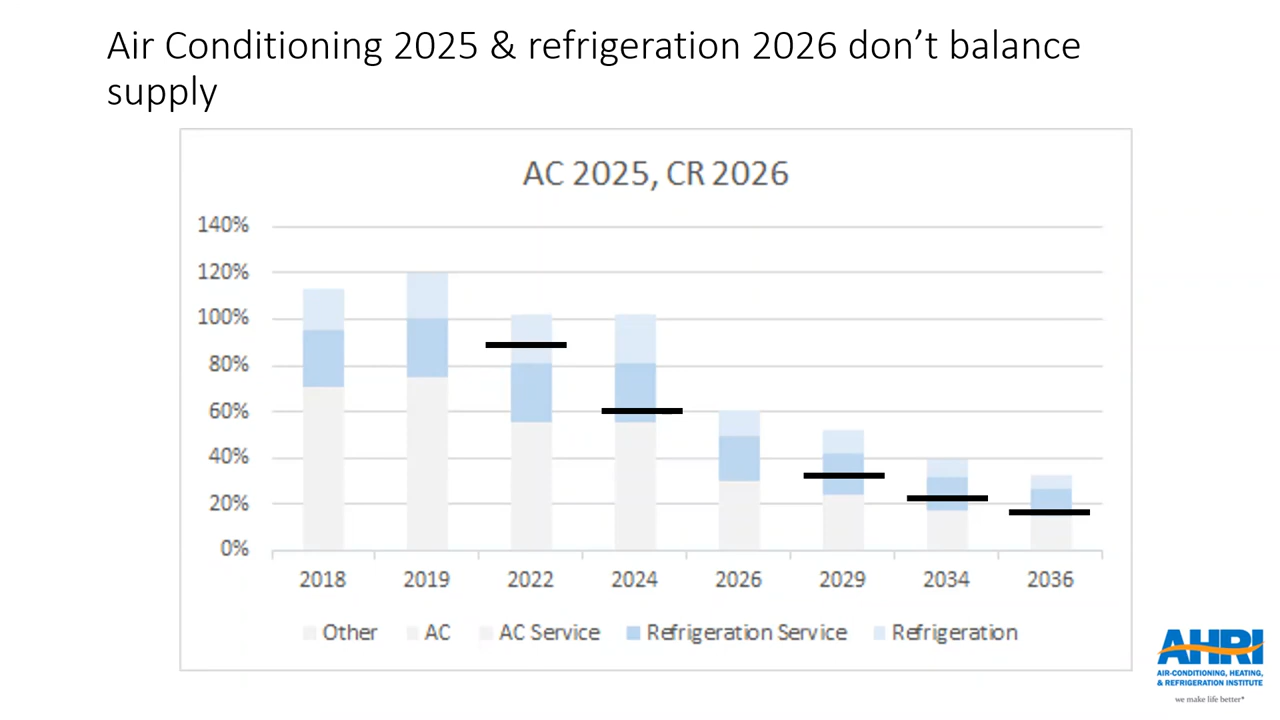 Air Conditioning 2025 & refrigeration 2026 don’t balance
supply
AC 2025, CR 2026
140%
120%
100%
80%
60%
40%
20%
0%
2018 2019 2022 2024 2026 2029 2034 2036
Other AC AC Service Refrigeration Service Refrigeration
AHRI
AIR-CONDITIONING, HEATING,
& REFRIGERATION INSTITUTE
we make life better*